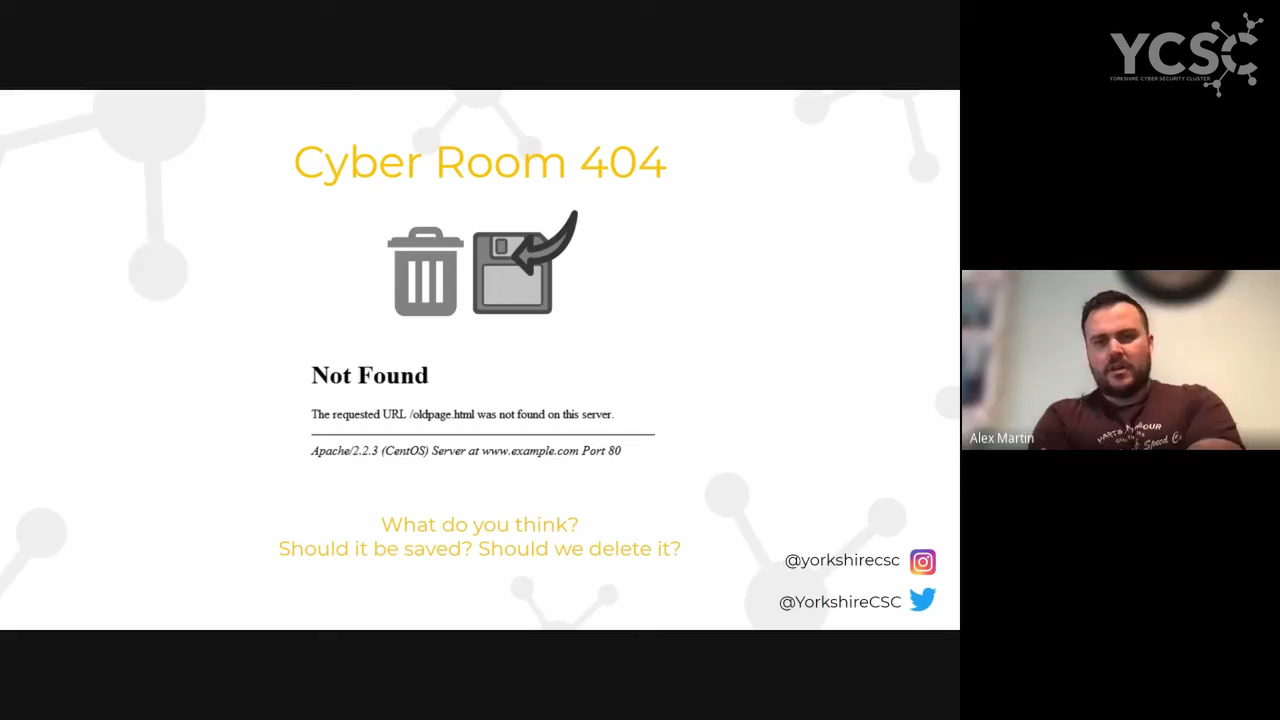 YCSC
YORKSHIRE CYBER SECURITY CLUSTER
Cyber Room 404
Not Found
The requested URL /oldpage.html was not found on this server.
Apache/2.2.3 (CentOS) Server at www.example.com Port 80
What do you think?
Should it be saved? Should we delete it?
@yorkshirecsc
@YorkshireCSC
Alex Martin
Speed